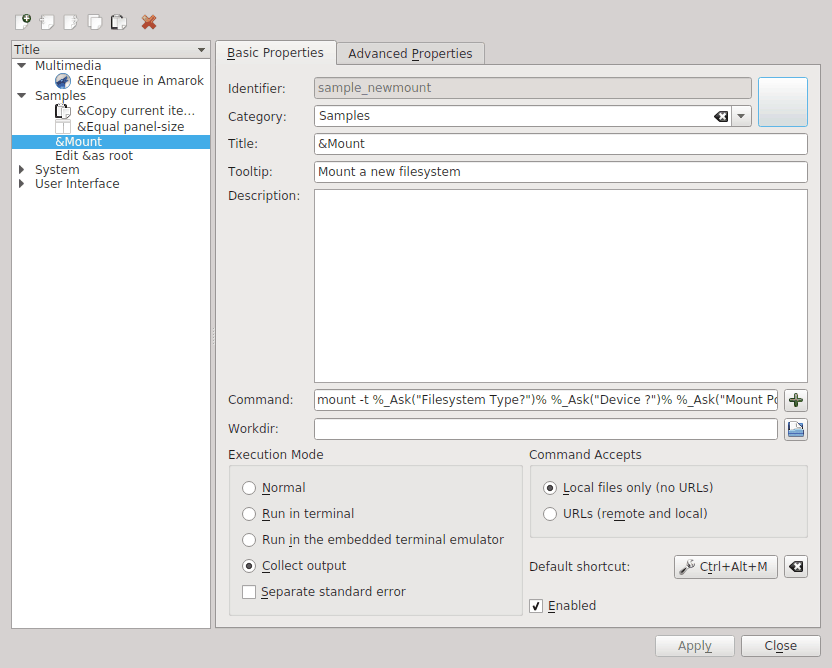 Title
Multimedia
&Enqueue in Amarok
Samples
&Copy current ite...
&Equal panel-size
&Mount
Edit &as root
System
User Interface
Basic Properties
Advanced Properties
Identifier:
sample_newmount
Category:
Samples
Title:
&Mount
Tooltip:
Mount a new filesystem
Description:
Command:
mount -t %_Ask("Filesystem Type?")% %_Ask("Device ?")% %_Ask("Mount Po
Workdir:
Execution Mode
Normal
Run in terminal
Run in the embedded terminal emulator
Collect output
Separate standard error
Command Accepts
Local files only (no URLs)
URLs (remote and local)
Default shortcut:
Ctrl+Alt+M
Enabled
Apply
Close